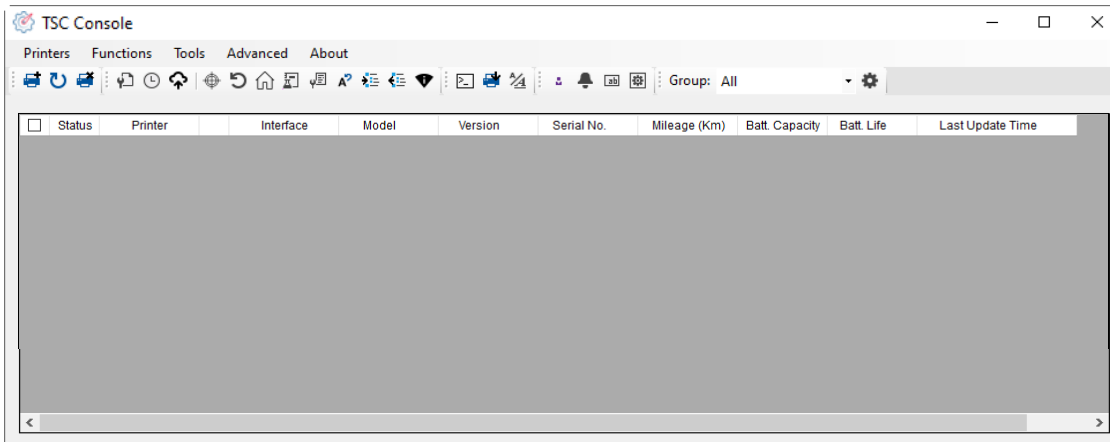 TSC Console
Printers Functions Tools Advanced About
Group: All
Status Printer Interface Model Version Serial No. Mileage (Km) Batt. Capacity Batt. Life Last Update Time